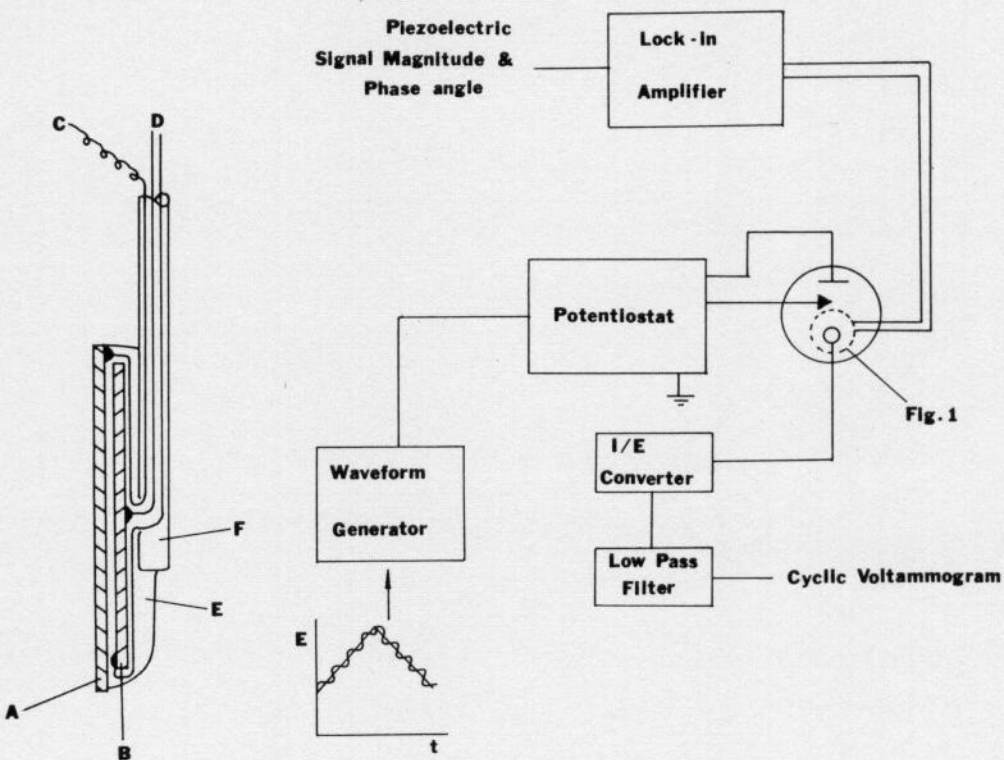 Piezoelectric
Signal Magnitude &
Phase angle
Lock-in
Amplifier
C
D
Potentiostat
Fig. 1
Waveform
Generator
I/E
Converter
Low Pass
Filter
Cyclic Voltammogram
F
E
A
B
E
t